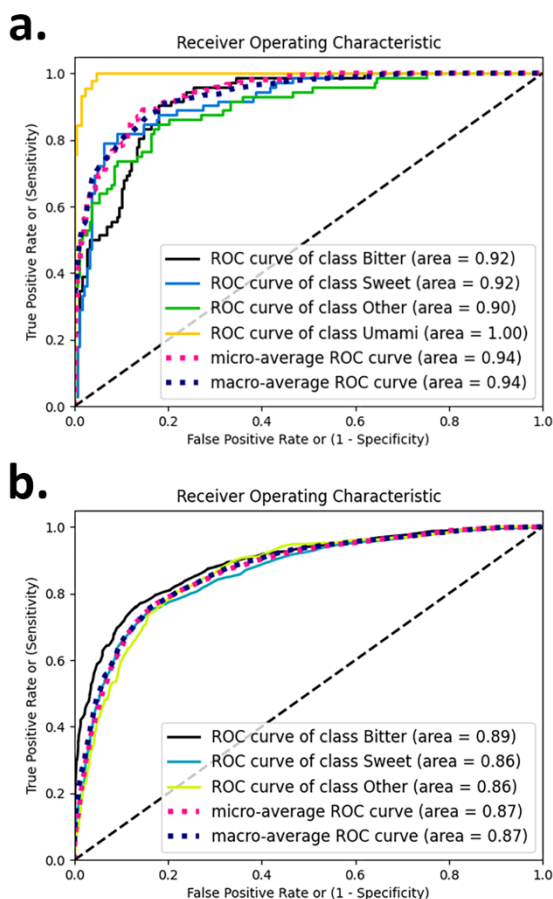 a.
Receiver Operating Characteristic
True Positive Rate or (Sensitivity)
1.0
0.8
0.6
0.4
0.2
0.0
ROC curve of class Bitter (area = 0.92)
ROC curve of class Sweet (area = 0.92)
ROC curve of class Other (area = 0.90)
ROC curve of class Umami (area = 1.00)
micro-average ROC curve (area = 0.94)
macro-average ROC curve (area = 0.94)
0.0 0.2 0.4 0.6 0.8 1.0
False Positive Rate or (1 - Specificity)
b.
Receiver Operating Characteristic
True Positive Rate or (Sensitivity)
1.0
0.8
0.6
0.4
0.2
0.0
ROC curve of class Bitter (area = 0.89)
ROC curve of class Sweet (area = 0.86)
ROC curve of class Other (area = 0.86)
micro-average ROC curve (area = 0.87)
macro-average ROC curve (area = 0.87)
0.0 0.2 0.4 0.6 0.8 1.0
False Positive Rate or (1 - Specificity)